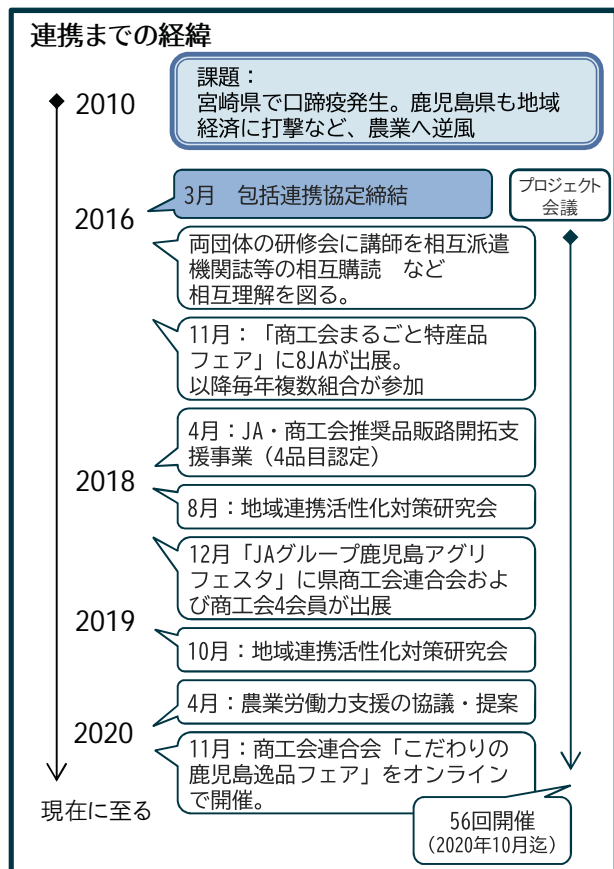 連携までの経緯
2010
課題：
宮崎県で口蹄疫発生。鹿児島県も地域
経済に打撃など、農業へ逆風
2016
3月　包括連携協定締結
プロジェクト
会議
両団体の研修会に講師を相互派遣
機関誌等の相互購読　など
相互理解を図る。
11月：「商工会まるごと特産品
フェア」に8JAが出展。
以降毎年複数組合が参加
2018
4月：JA・商工会推奨品販路開拓支
援事業（4品目認定）
8月：地域連携活性化対策研究会
12月「JAグループ鹿児島アグリ
フェスタ」に県商工会連合会およ
び商工会4会員が出展
2019
10月：地域連携活性化対策研究会
2020
4月：農業労働力支援の協議・提案
11月：商工会連合会「こだわりの
鹿児島逸品フェア」をオンライン
で開催。
現在に至る
56回開催
（2020年10月迄）